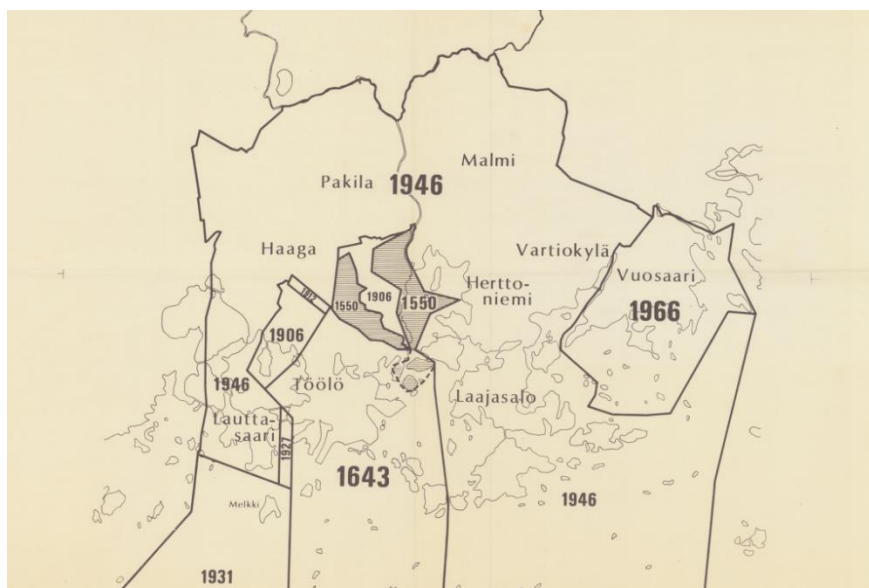 Malmi
Pakila
1946
Haaga
Vartiokylä
Hertto-
niemi
Vuosaari
1912
1550
1906
1550
1966
1906
1946
Töölö
Laajasalo
Lautta-
saari
1927
1643
Melkki
1946
1931